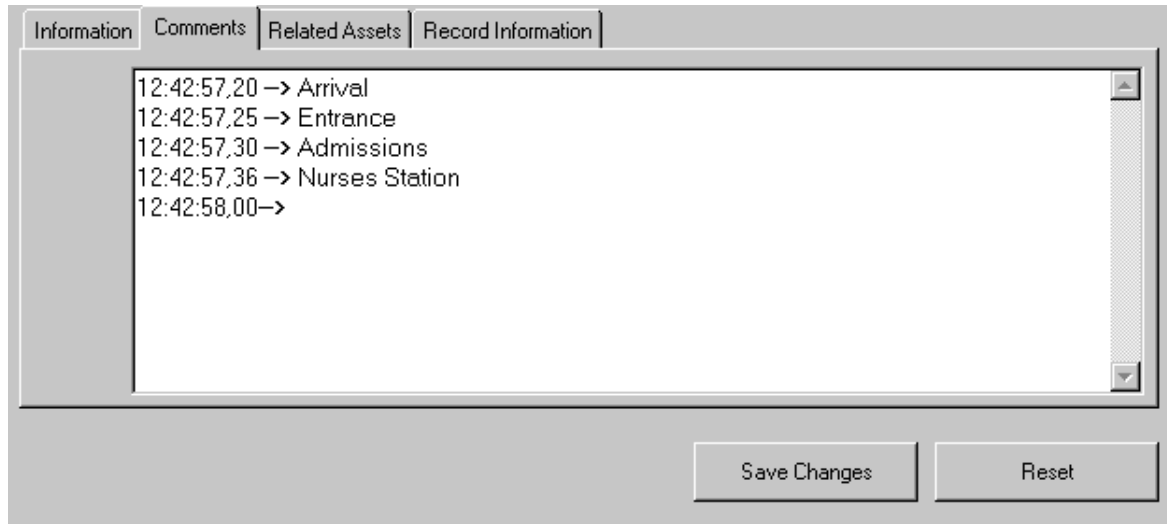 Information Comments Related Assets Record Information
12:42:57,20 --> Arrival
12:42:57,25 --> Entrance
12:42:57,30 --> Admissions
12:42:57,36 --> Nurses Station
12:42:58,00-->
Save Changes Reset